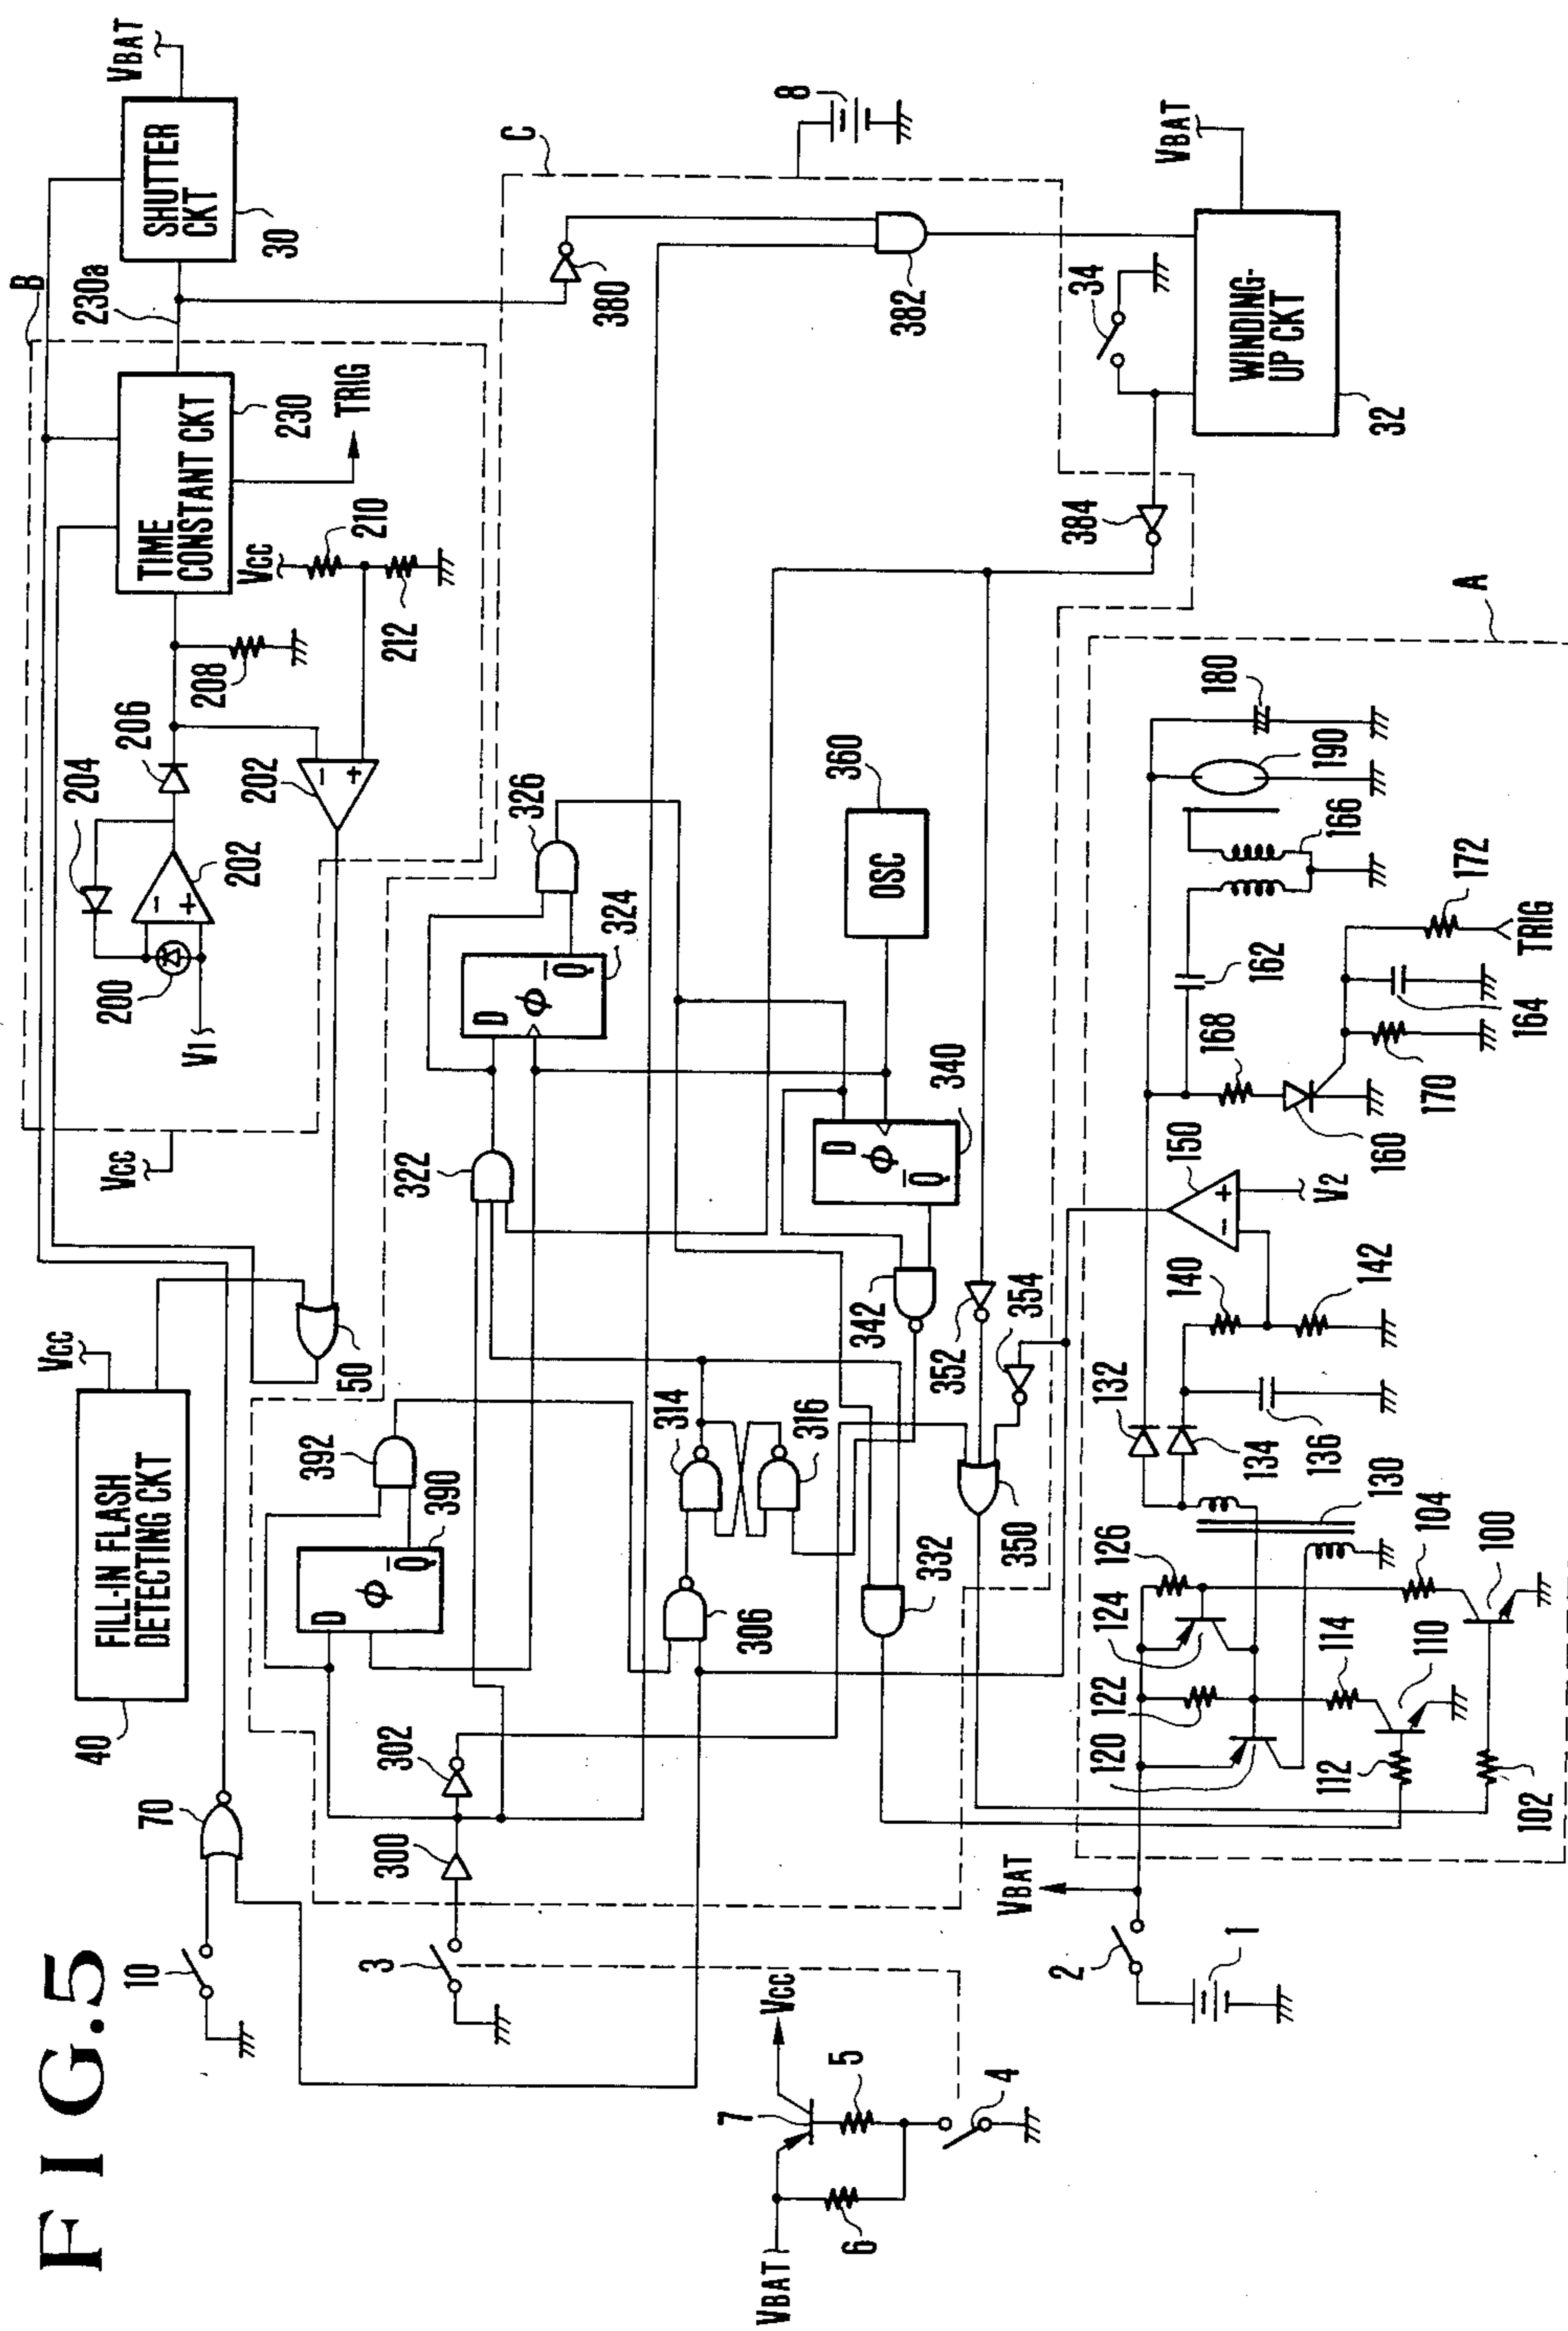 FIG.5
10
70
40
FILL-IN FLASH
DETECTING CKT
VCC
50
VCC
V1
200
202
204
206
202
208
210
212
VCC
TIME
CONSTANT CKT
230
TRIG
230a
B
SHUTTER
CKT
30
VBAT
3
300
302
390
D
Φ
Q
392
306
314
316
322
324
D
Φ
Q
326
332
340
D
Φ
Q
342
350
352
354
360
OSC
380
382
384
C
8
34
WINDING-
UP CKT
32
VBAT
VBAT
6
7
5
4
VCC
2
1
VBAT
A
120
122
124
126
112
114
110
102
104
100
130
132
134
136
140
142
150
V2
160
168
170
162
164
172
TRIG
166
190
180